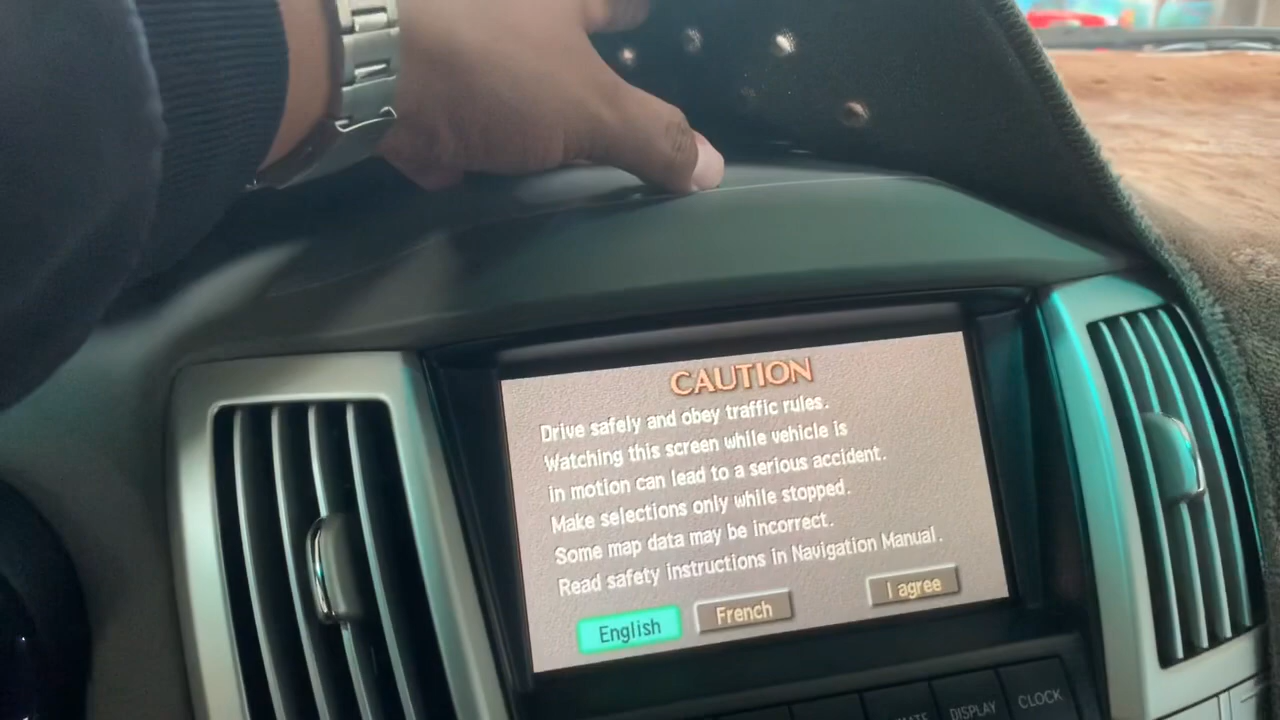 CAUTION
Drive safely and obey traffic rules.
Watching this screen while vehicle is
in motion can lead to a serious accident.
Make selections only while stopped.
Some map data may be incorrect.
Read safety instructions in Navigation Manual.
English French I agree
DISPLAY CLOCK